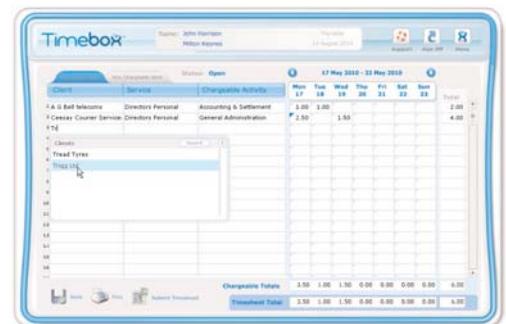 Timebox
Name: John Harrison
Milton Keynes
Support
Sign Off
Menu
Status: Open
17 May 2010 - 23 May 2010
Client Service Chargeable Activity Mon 17 Tue 18 Wed 19 Thu 20 Fri 21 Sat 22 Sun 23 Total
A G Bell telecoms Directors Personal Accounting & Settlement 1.00 1.00 2.00
Ceesay Courier Service Directors Personal General Administration 2.50 1.50 4.00
Clients
Tread Tyres
Trigg Ltd
Chargeable Totals 3.50 1.00 1.50 0.00 0.00 0.00 0.00 6.00
Save Print Submit Timesheet
Timesheet Total 3.50 1.00 1.50 0.00 0.00 0.00 0.00 6.00